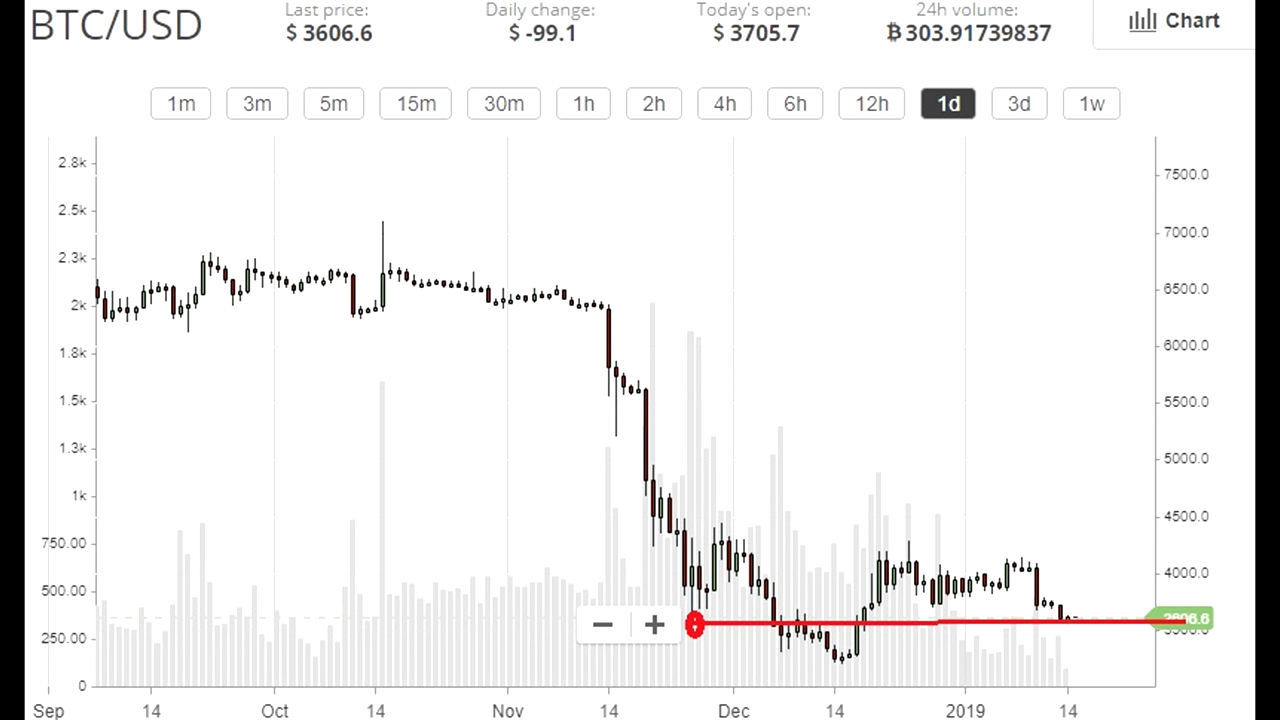 BTC/USD
Last price: Daily change: Today's open: 24h volume:
$ 3606.6 $ -99.1 $ 3705.7 Ƀ 303.91739837
Chart
1m 3m 5m 15m 30m 1h 2h 4h 6h 12h 1d 3d 1w
2.8k 7500.0
2.5k 7000.0
2.3k 6500.0
2k 6000.0
1.8k 5500.0
1.5k 5000.0
1.3k 4500.0
1k 4000.0
750.00
500.00
250.00 3606.6
0
Sep 14 Oct 14 Nov 14 Dec 14 2019 14